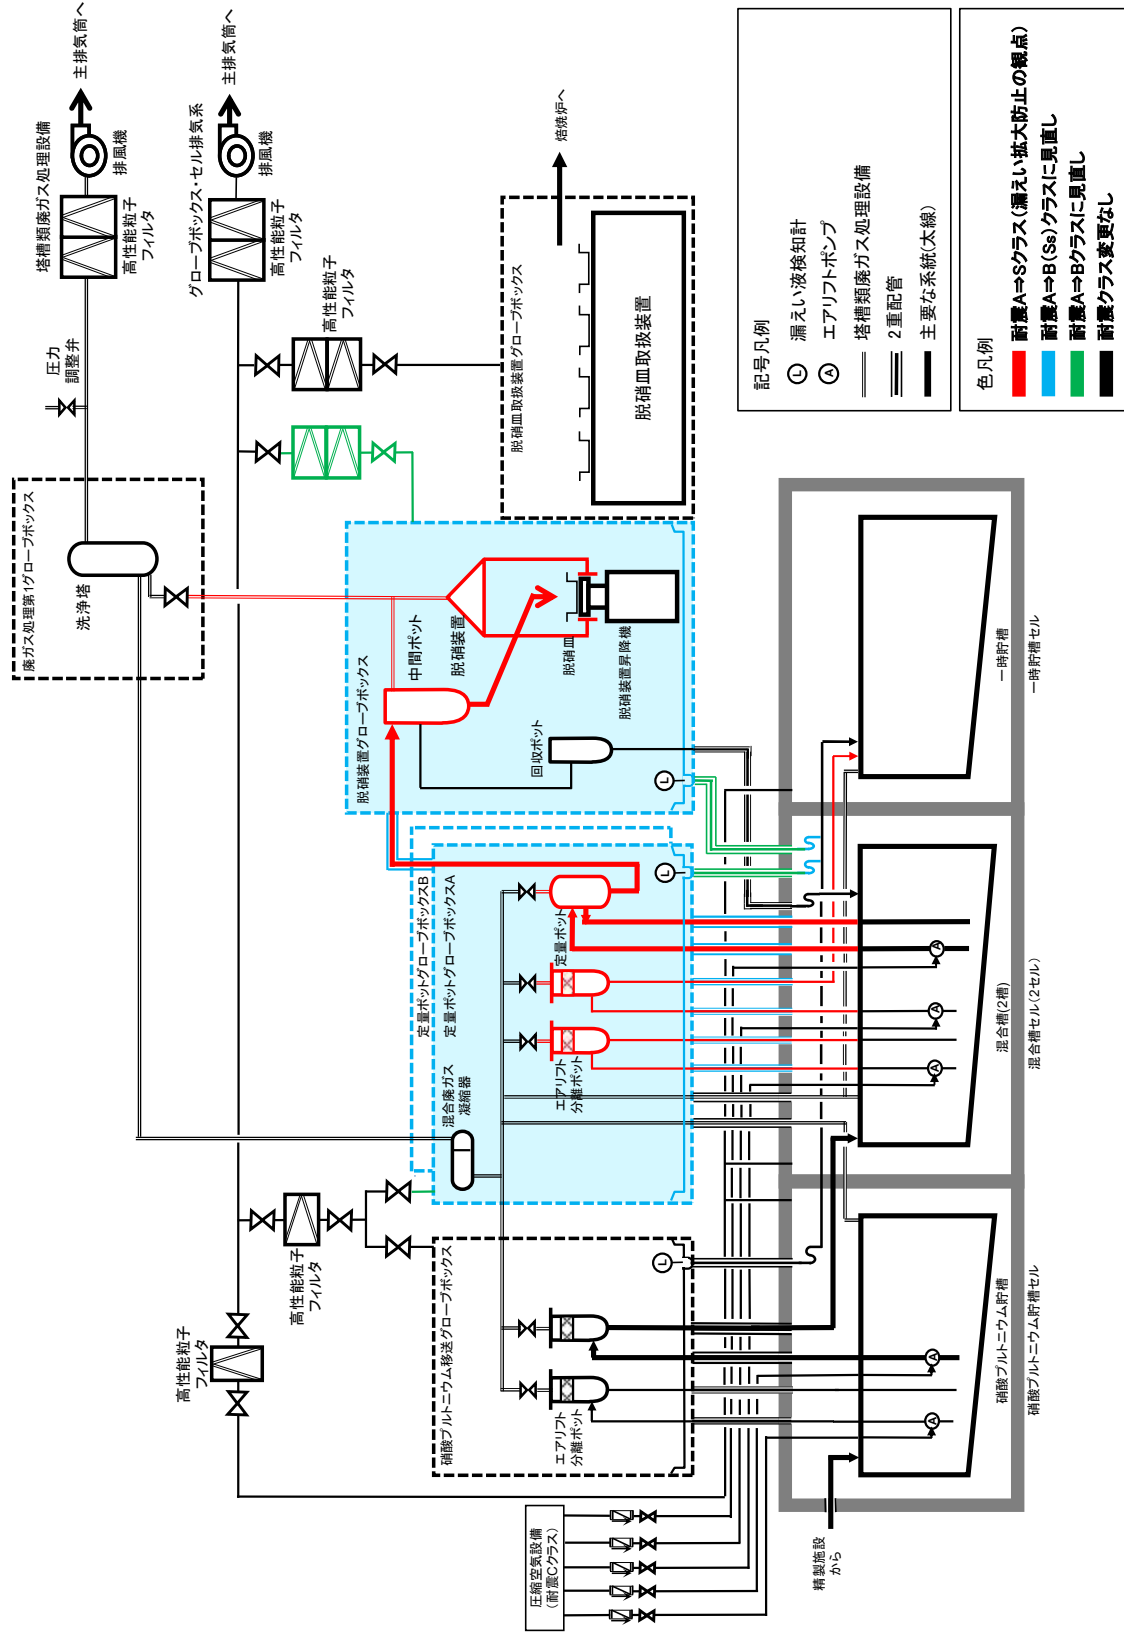 塔槽類廃ガス処理設備
主排気筒へ
排風機
高性能粒子
フィルタ
圧力
調整弁
グローブボックス・セル排気系
主排気筒へ
排風機
高性能粒子
フィルタ
高性能粒子
フィルタ
廃ガス処理第1グローブボックス
洗浄塔
脱硝皿取扱装置グローブボックス
脱硝皿取扱装置
焙焼炉へ
脱硝装置グローブボックス
中間ポット
脱硝装置
脱硝皿
脱硝装置昇降機
回収ポット
L
定量ポットグローブボックスB
定量ポットグローブボックスA
定量ポット
L
混合廃ガス
凝縮器
エアリフト
分離ポット
高性能粒子
フィルタ
高性能粒子
フィルタ
硝酸プルトニウム移送グローブボックス
L
エアリフト
分離ポット
圧縮空気設備
(耐震Cクラス)
精製施設
から
一時貯槽
一時貯槽セル
A
A
A
混合槽(2槽)
混合槽セル(2セル)
A
A
硝酸プルトニウム貯槽
硝酸プルトニウム貯槽セル
記号凡例
L 漏えい液検知計
A エアリフトポンプ
塔槽類廃ガス処理設備
2重配管
主要な系統(太線)
色凡例
耐震A⇒Sクラス(漏えい拡大防止の観点)
耐震A⇒B(Ss)クラスに見直し
耐震A⇒Bクラスに見直し
耐震クラス変更なし